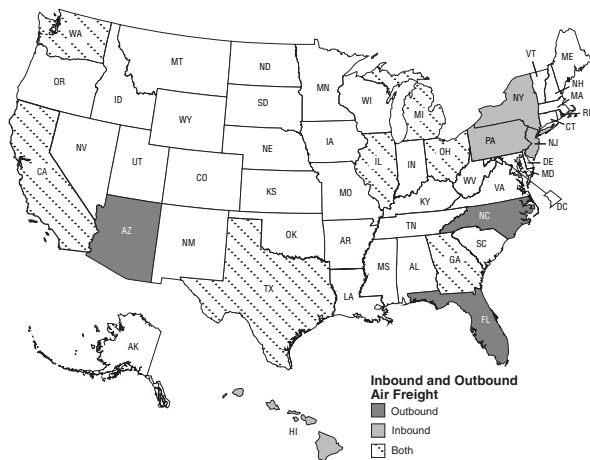 WA
VT
ME
MT
ND
OR
MN
NH
ID
SD
WI
NY
MA
WY
MI
RI
CT
IA
PA
NJ
NE
NV
OH
IL
IN
DE
UT
MD
CO
WV
CA
VA
KS
MO
KY
DC
NC
TN
AZ
OK
NM
AR
SC
MS
AL
GA
TX
LA
FL
AK
HI
Inbound and Outbound
Air Freight
Outbound
Inbound
Both